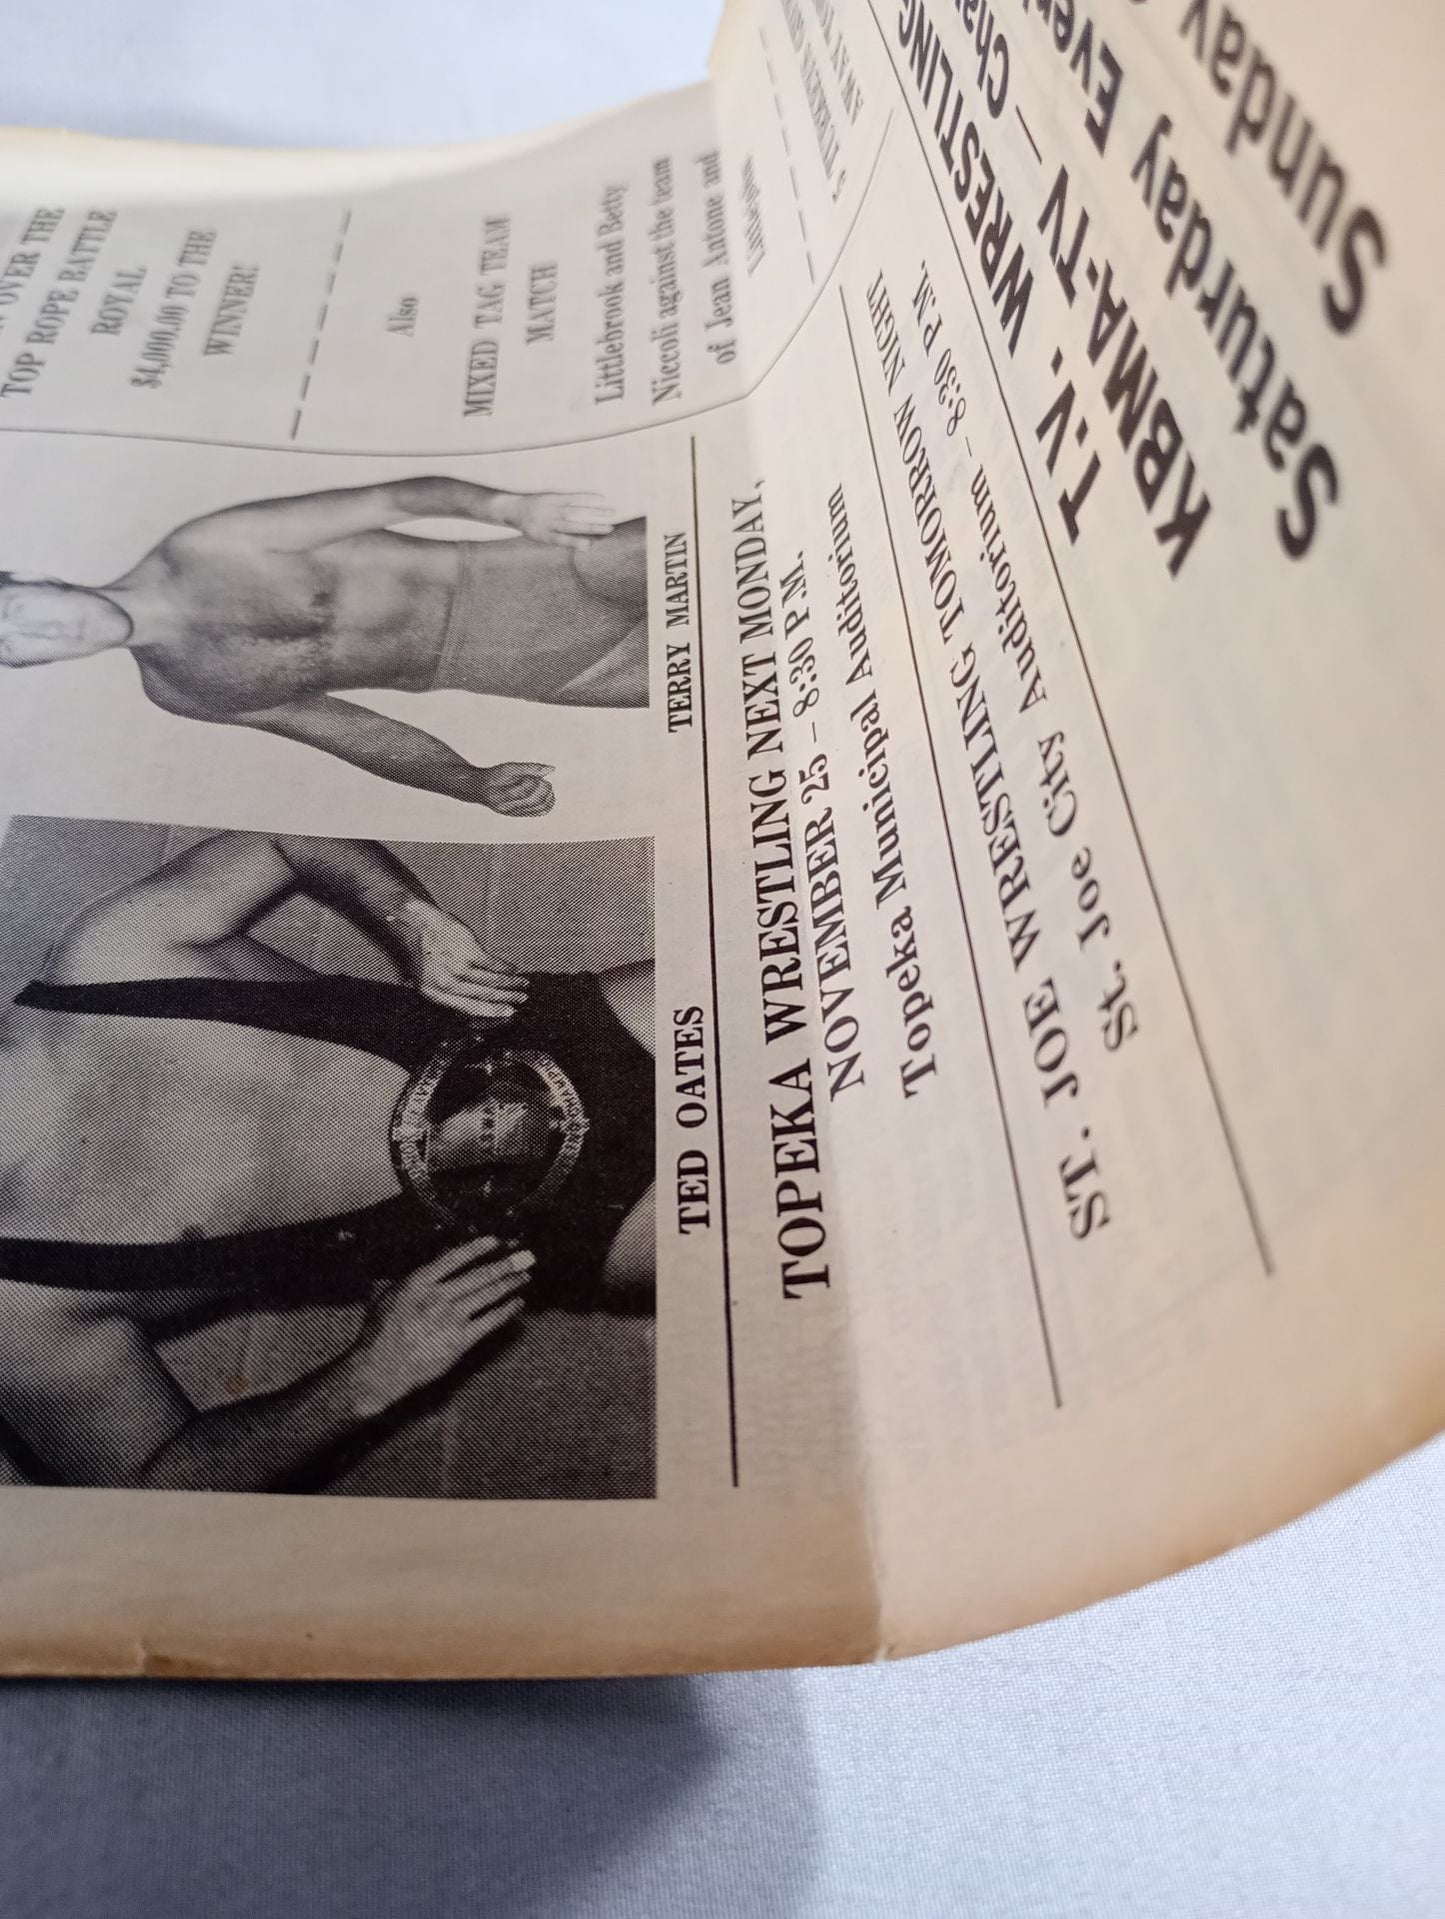 OVER THE
TOP ROPE BATTLE
ROYAL
$4,000.00 TO THE
WINNER!
Also
MIXED TAG TEAM
MATCH
Littlebrook and Betty
Niccoli against the team
of Jean Antone and
TED OATES
TERRY MARTIN
TOPEKA WRESTLING NEXT MONDAY,
NOVEMBER 25 – 8:30 P.M.
Topeka Municipal Auditorium
ST. JOE WRESTLING TOMORROW NIGHT
St. Joe City Auditorium – 8:30 P.M.
T.V. WRESTLING
KBMA-TV —
Saturday
Sunday